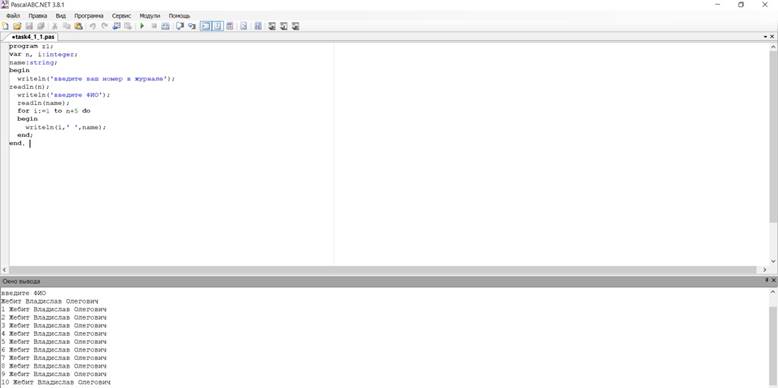 PascalABC.NET 3.8.1
Файл Правка Вид Программа Сервис Модули Помощь
•task4_1_1.pas
program z1;
var n, i:integer;
name:string;
begin
writeln('введите ваш номер в журнале');
readln(n);
writeln('введите ФИО');
readln(name);
for i:=1 to n+5 do
begin
writeln(i,' ',name);
end;
end.
Окно вывода
введите ФИО
Жебит Владислав Олегович
1 Жебит Владислав Олегович
2 Жебит Владислав Олегович
3 Жебит Владислав Олегович
4 Жебит Владислав Олегович
5 Жебит Владислав Олегович
6 Жебит Владислав Олегович
7 Жебит Владислав Олегович
8 Жебит Владислав Олегович
9 Жебит Владислав Олегович
10 Жебит Владислав Олегович